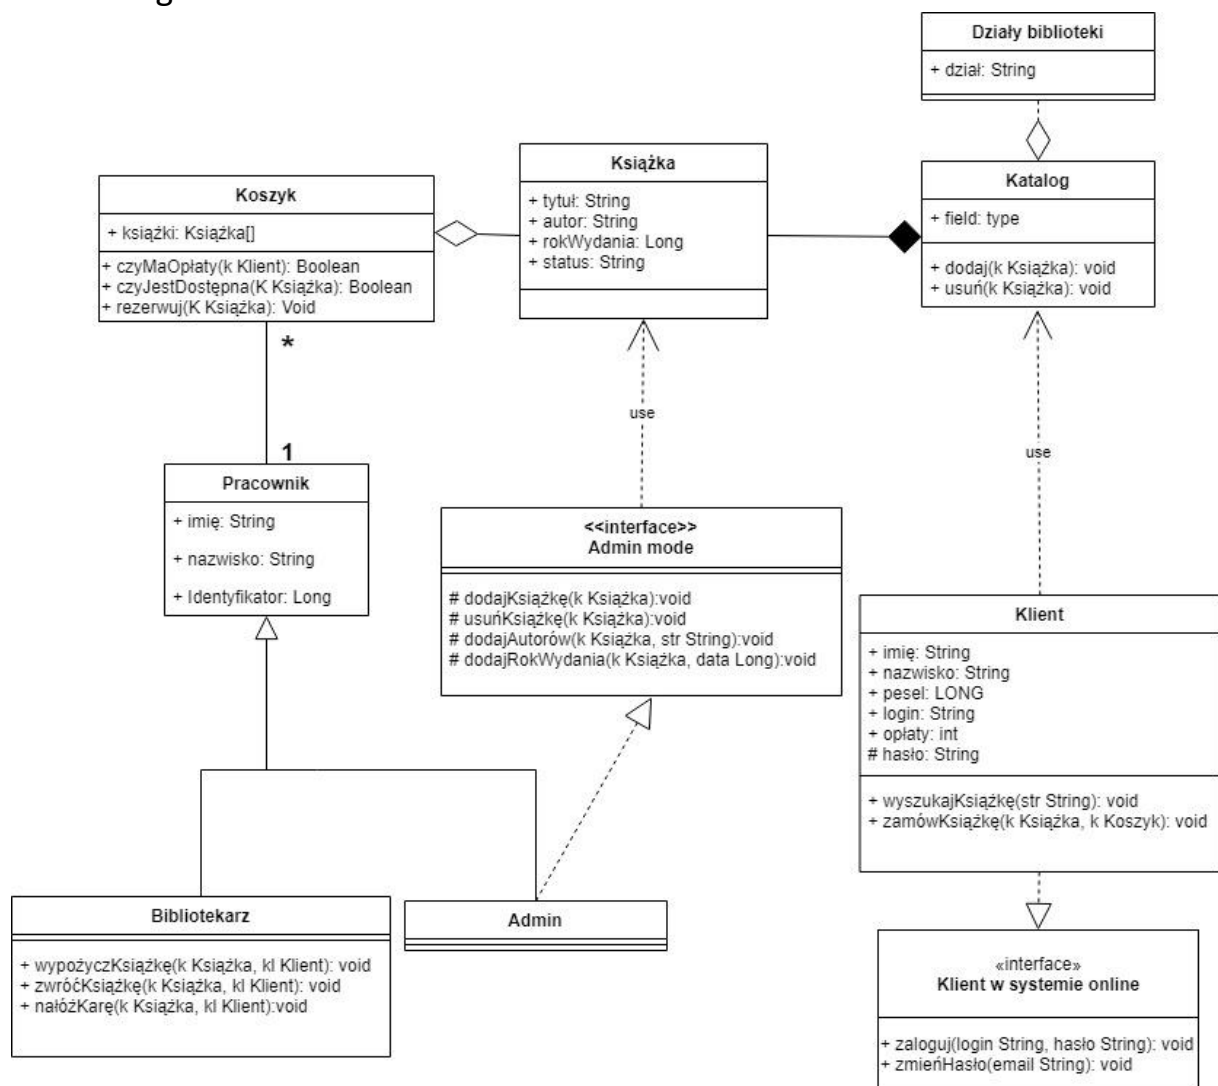 Działy biblioteki
+ dział: String
Książka
+ tytuł: String
+ autor: String
+ rokWydania: Long
+ status: String
Katalog
+ field: type
+ dodaj(k Książka): void
+ usuń(k Książka): void
Koszyk
+ książki: Książka[]
+ czyMaOpłaty(k Klient): Boolean
+ czyJestDostępna(K Książka): Boolean
+ rezerwuj(K Książka): Void
*
1
use
use
Pracownik
+ imię: String
+ nazwisko: String
+ Identyfikator: Long
<<interface>>
Admin mode
# dodajKsiążkę(k Książka):void
# usuńKsiążkę(k Książka):void
# dodajAutorów(k Książka, str String):void
# dodajRokWydania(k Książka, data Long):void
Klient
+ imię: String
+ nazwisko: String
+ pesel: LONG
+ login: String
+ opłaty: int
# hasło: String
+ wyszukajKsiążkę(str String): void
+ zamówKsiążkę(k Książka, k Koszyk): void
Bibliotekarz
+ wypożyczKsiążkę(k Książka, kl Klient): void
+ zwróćKsiążkę(k Książka, kl Klient): void
+ nałóżKarę(k Książka, kl Klient):void
Admin
«interface»
Klient w systemie online
+ zaloguj(login String, hasło String): void
+ zmieńHasło(email String): void